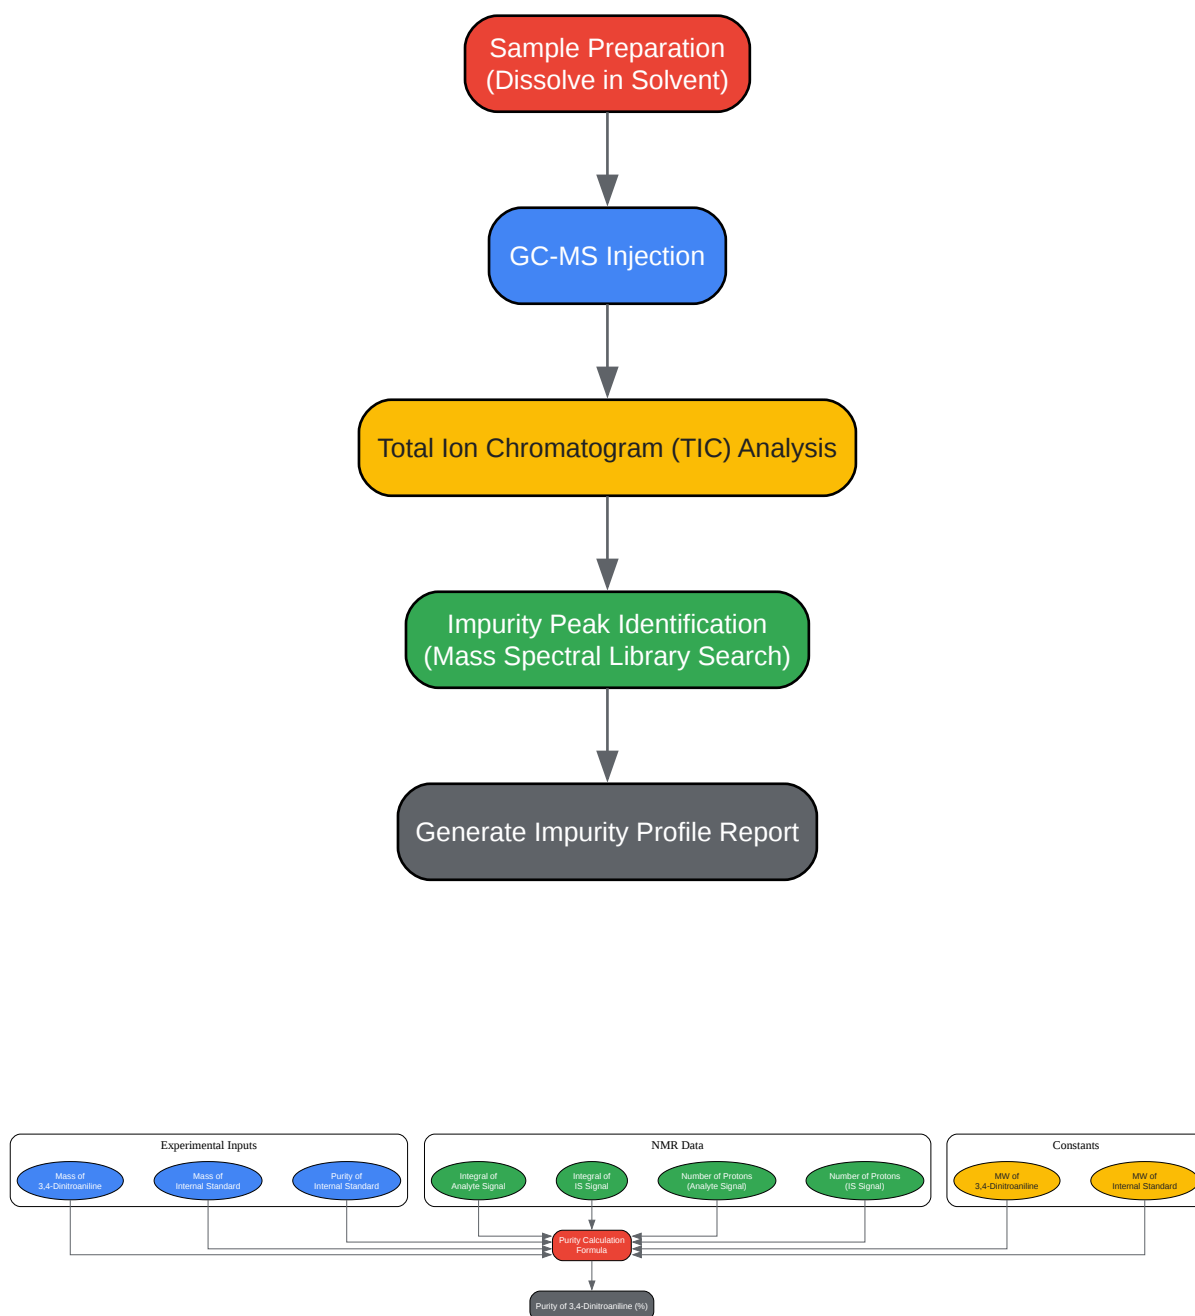 Sample Preparation
(Dissolve in Solvent)
GC-MS Injection
Total Ion Chromatogram (TIC) Analysis
Impurity Peak Identification
(Mass Spectral Library Search)
Generate Impurity Profile Report
Experimental Inputs
Mass of
3,4-Dinitroaniline
Mass of
Internal Standard
Purity of
Internal Standard
NMR Data
Integral of
Analyte Signal
Integral of
IS Signal
Number of Protons
(Analyte Signal)
Number of Protons
(IS Signal)
Constants
MW of
3,4-Dinitroaniline
MW of
Internal Standard
Purity Calculation
Formula
Purity of 3,4-Dinitroaniline (%)